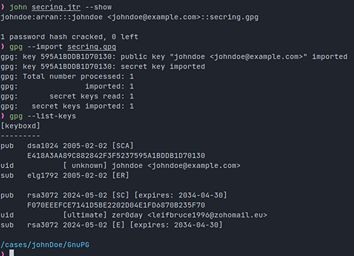 ❯ john secring.jtr --show
johndoe:arran:::johndoe <johndoe@example.com>::secring.gpg
1 password hash cracked, 0 left
❯ gpg --import secring.gpg
gpg: key 595A1BDDB1D70130: public key "johndoe <johndoe@example.com>" imported
gpg: key 595A1BDDB1D70130: secret key imported
gpg: Total number processed: 1
gpg: imported: 1
gpg: secret keys read: 1
gpg: secret keys imported: 1
❯ gpg --list-keys
[keyboxd]
---------
pub dsa1024 2005-02-02 [SCA]
E418A3AA89C882842F3F5237595A1BDDB1D70130
uid [ unknown] johndoe <johndoe@example.com>
sub elg1792 2005-02-02 [ER]
pub rsa3072 2024-05-02 [SC] [expires: 2034-04-30]
uid [ultimate] zer0day <leifbruce1996@zohomail.eu>
sub rsa3072 2024-05-02 [E] [expires: 2034-04-30]
/cases/johnDoe/GnuPG
❯